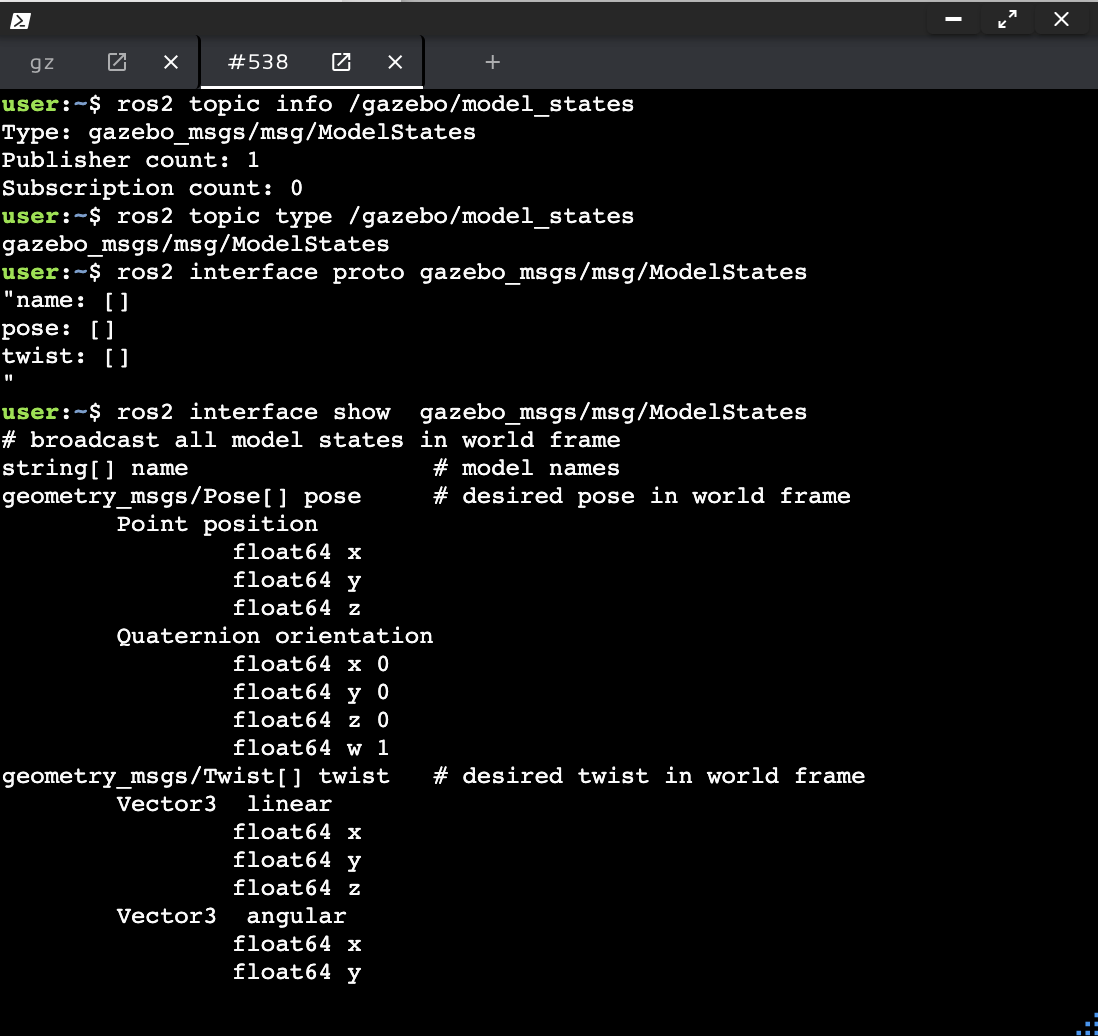 gz
#538
+
user:~$ ros2 topic info /gazebo/model_states
Type: gazebo_msgs/msg/ModelStates
Publisher count: 1
Subscription count: 0
user:~$ ros2 topic type /gazebo/model_states
gazebo_msgs/msg/ModelStates
user:~$ ros2 interface proto gazebo_msgs/msg/ModelStates
"name: []
pose: []
twist: []
"
user:~$ ros2 interface show  gazebo_msgs/msg/ModelStates
# broadcast all model states in world frame
string[] name                 # model names
geometry_msgs/Pose[] pose     # desired pose in world frame
        Point position
                float64 x
                float64 y
                float64 z
        Quaternion orientation
                float64 x 0
                float64 y 0
                float64 z 0
                float64 w 1
geometry_msgs/Twist[] twist   # desired twist in world frame
        Vector3  linear
                float64 x
                float64 y
                float64 z
        Vector3  angular
                float64 x
                float64 y